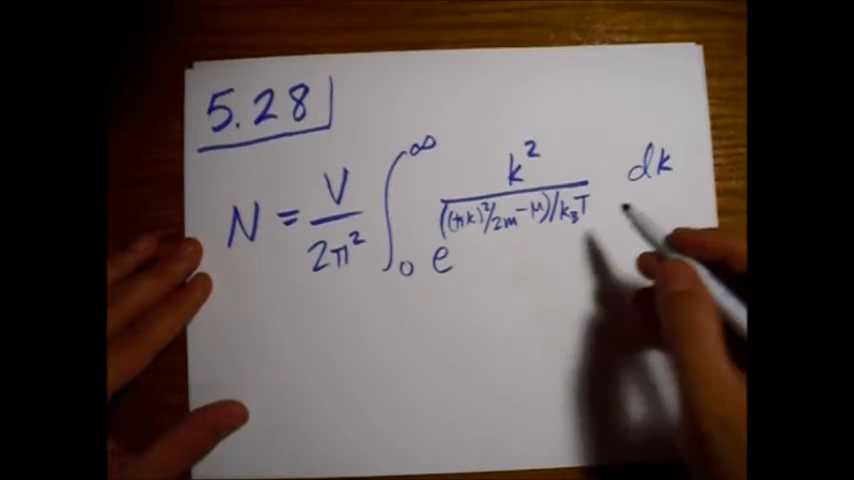 5.28
N = V/2π² ∫₀^∞ k²/e^(((ħk)²/2m - μ)/k_BT) dk